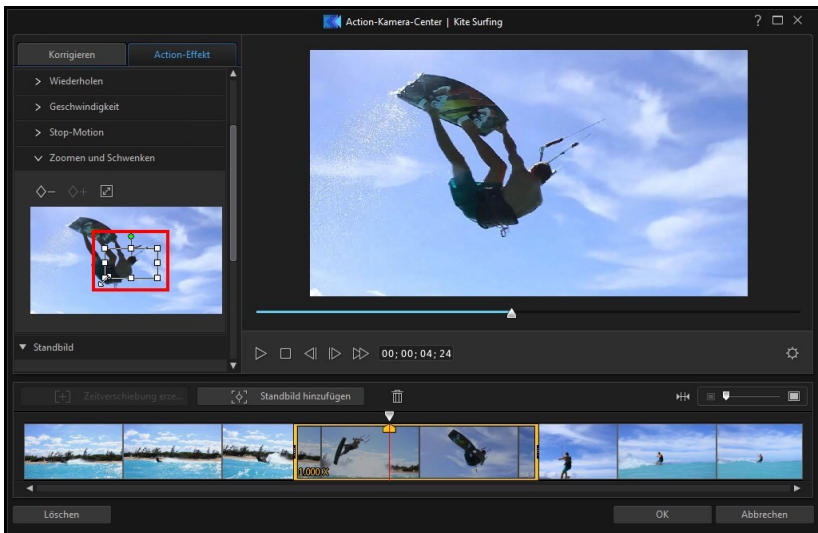 Action-Kamera-Center | Kite Surfing
?
Korrigieren Action-Effekt
> Wiederholen
> Geschwindigkeit
> Stop-Motion
Zoomen und Schwenken
Standbild
00; 00; 04; 24
Zeitverschiebung erze... Standbild hinzufügen
1.000 X
Löschen OK Abbrechen